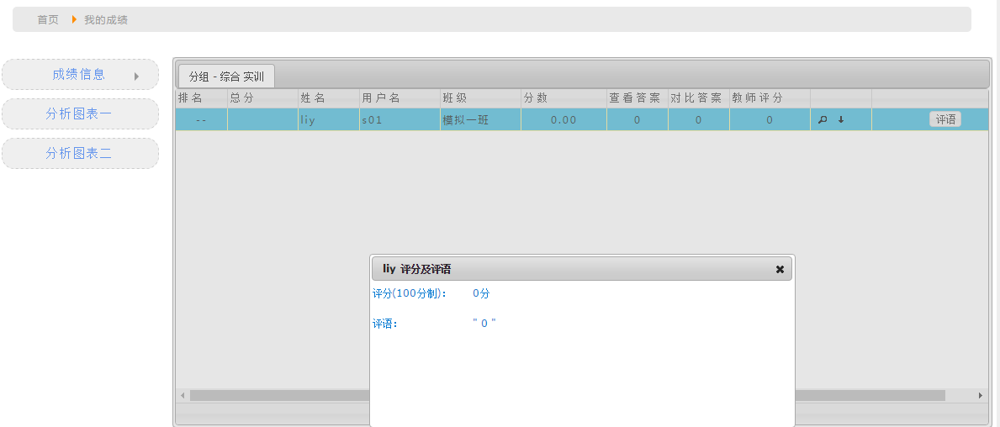 首页 我的成绩
成绩信息
分析图表一
分析图表二
分组 - 综合 实训
排名 总分 姓名 用户名 班级 分数 查看答案 对比答案 教师评分
-- liy s01 模拟一班 0.00 0 0 0 评语
liy 评分及评语
评分(100分制)： 0分
评语： " 0 "